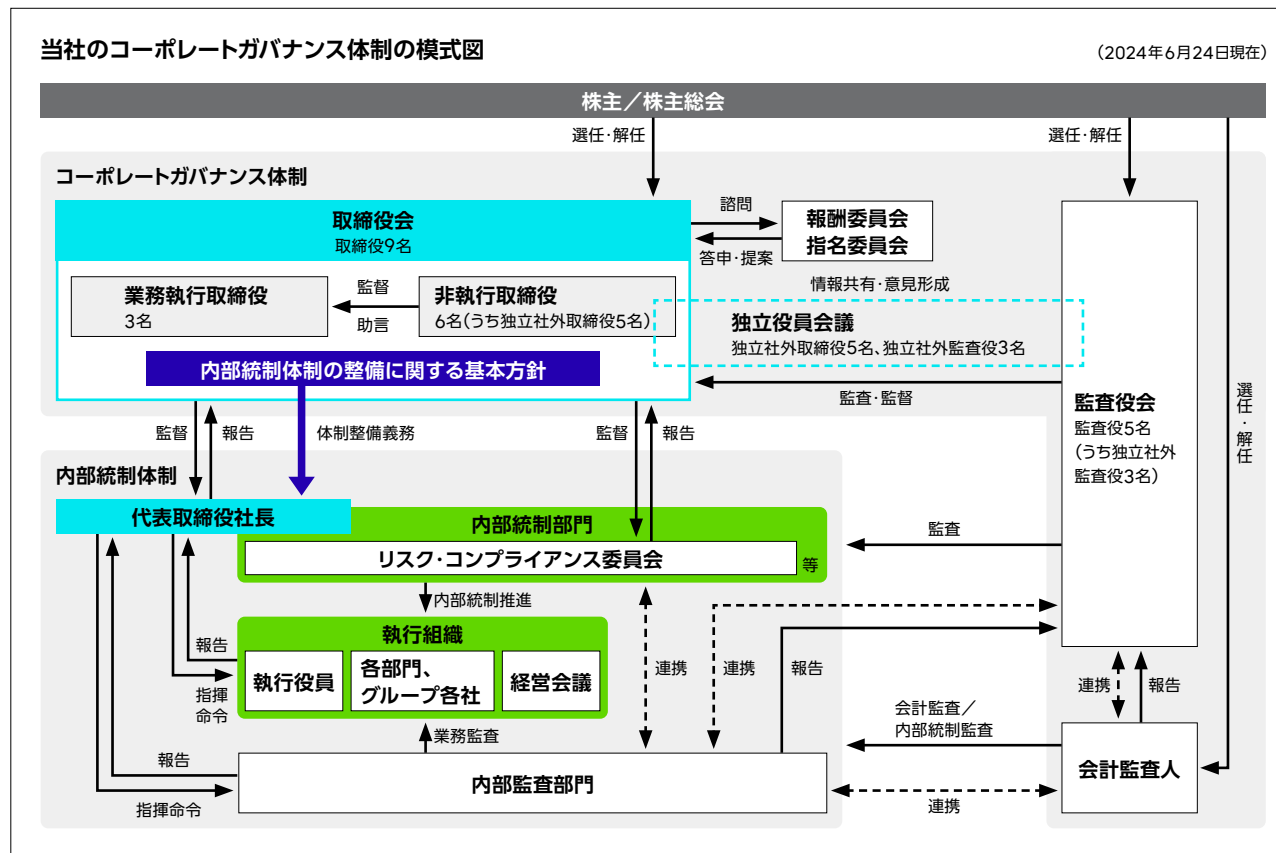 当社のコーポレートガバナンス体制の模式図
（2024年6月24日現在）
株主／株主総会
選任・解任
選任・解任
コーポレートガバナンス体制
取締役会
取締役9名
諮問
報酬委員会
指名委員会
答申・提案
業務執行取締役
3名
監督
助言
非執行取締役
6名(うち独立社外取締役5名)
情報共有・意見形成
独立役員会議
独立社外取締役5名、独立社外監査役3名
内部統制体制の整備に関する基本方針
監査・監督
監査役会
監査役5名
(うち独立社外
監査役3名)
選任・解任
監督
報告
体制整備義務
監督
報告
内部統制体制
代表取締役社長
内部統制部門
リスク・コンプライアンス委員会
等
監査
内部統制推進
執行組織
執行役員
各部門、
グループ各社
経営会議
報告
指揮
命令
連携
連携
報告
連携
報告
業務監査
会計監査／
内部統制監査
内部監査部門
報告
指揮命令
会計監査人
連携